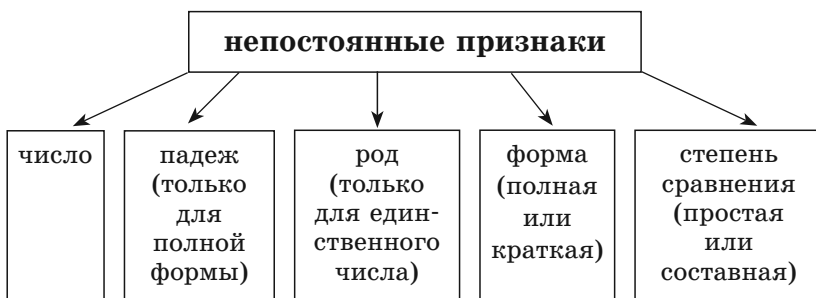 непостоянные признаки
число
падеж
(только
для
полной
формы)
род
(только
для един-
ственного
числа)
форма
(полная
или
краткая)
степень
сравнения
(простая
или
составная)